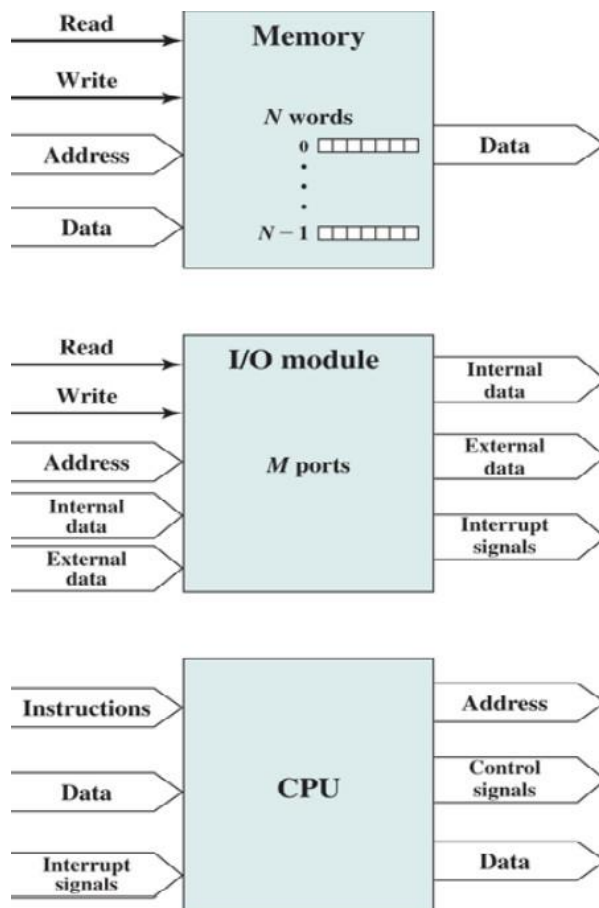 Read
Memory
Write
N words
Address
0
Data
Data
N − 1
Read
I/O module
Internal
data
Write
External
data
Address
M ports
Internal
data
Interrupt
signals
External
data
Instructions
Address
CPU
Control
signals
Data
Data
Interrupt
signals